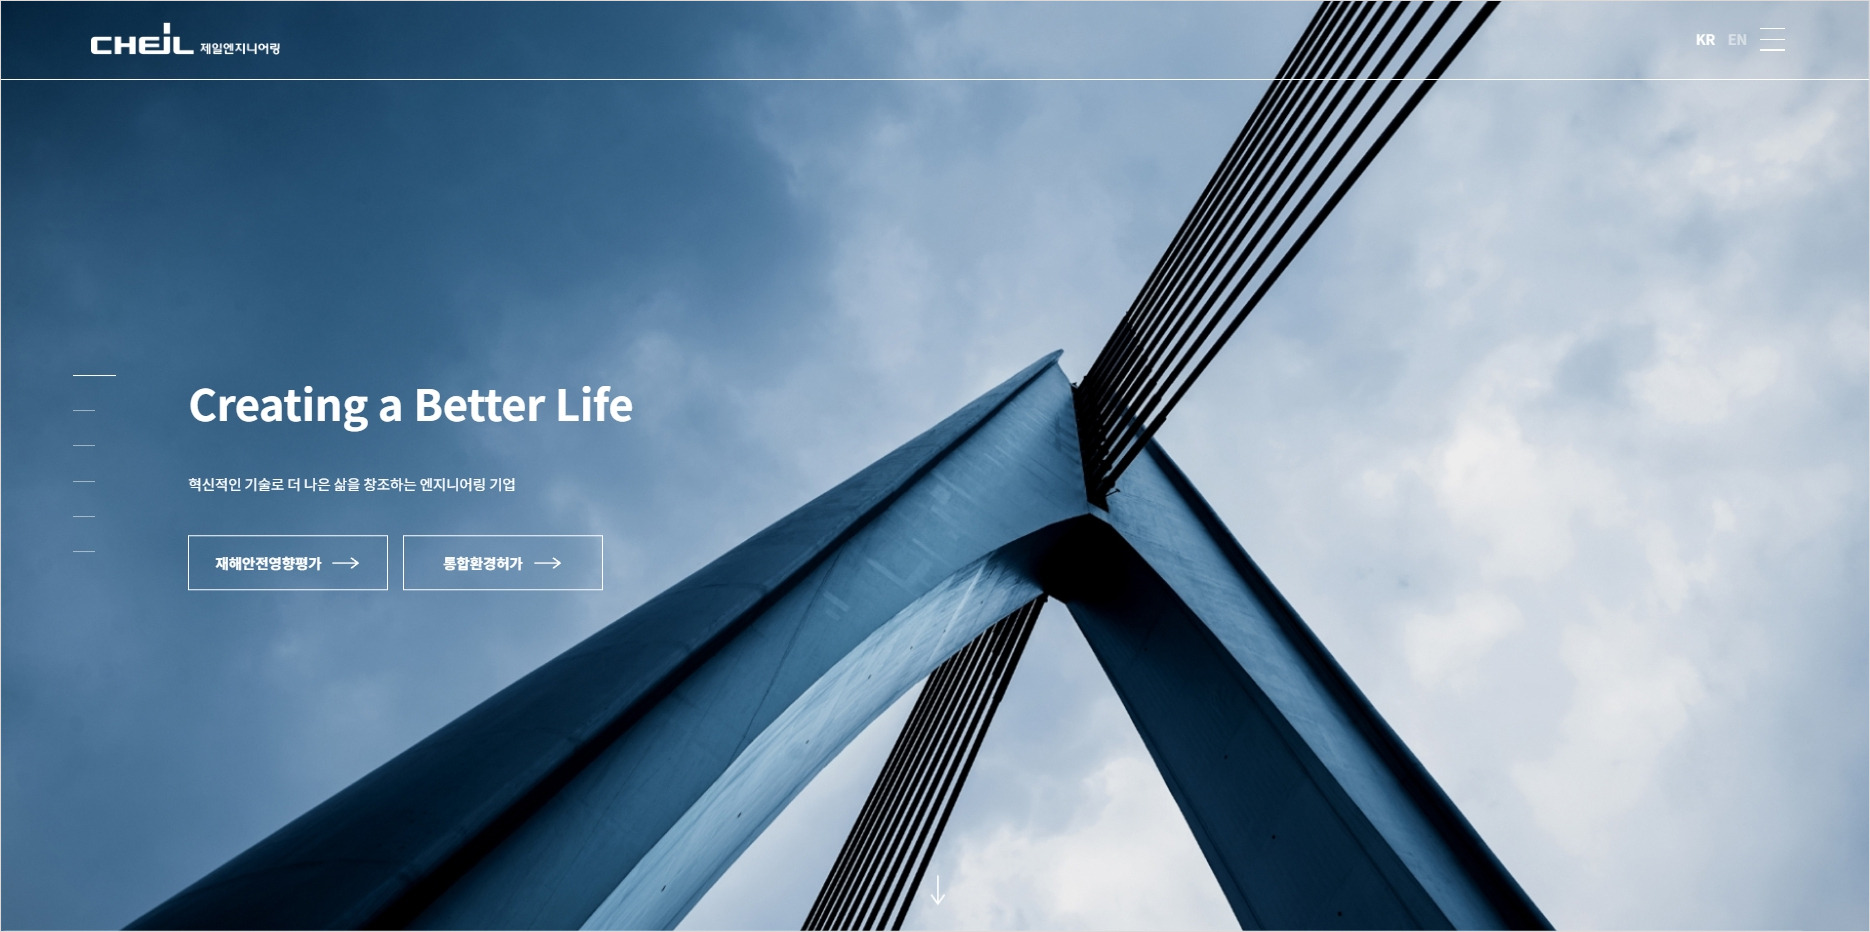 CHEIL 제일엔지니어링
KR EN
Creating a Better Life
혁신적인 기술로 더 나은 삶을 창조하는 엔지니어링 기업
재해안전영향평가
통합환경허가